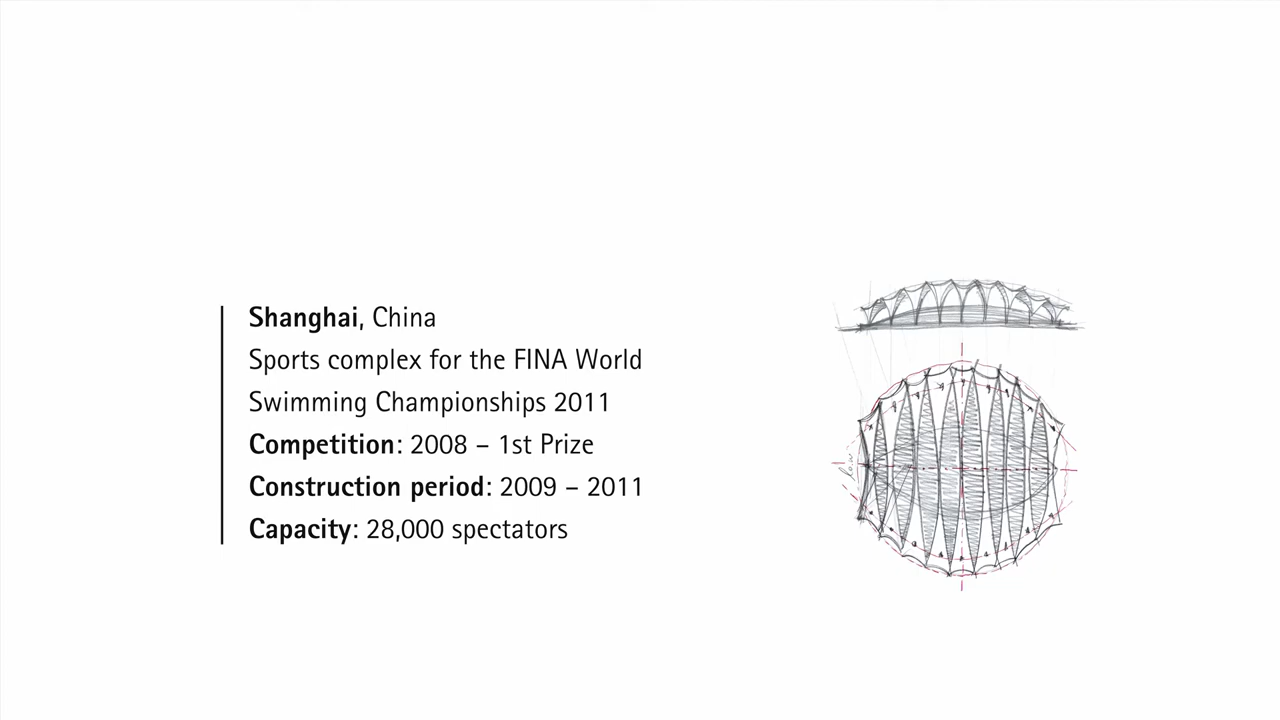 Shanghai, China
Sports complex for the FINA World
Swimming Championships 2011
Competition: 2008 – 1st Prize
Construction period: 2009 – 2011
Capacity: 28,000 spectators